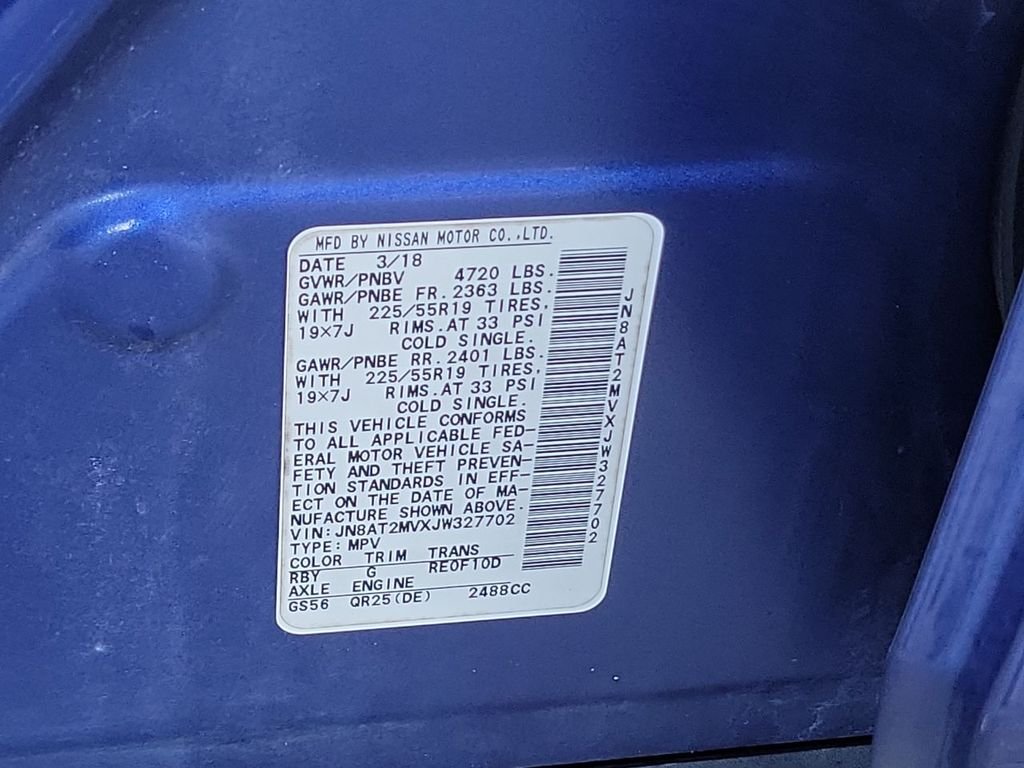 MFD BY NISSAN MOTOR CO.,LTD.
DATE 3/18
GVWR/PNBV 4720 LBS.
GAWR/PNBE FR. 2363 LBS.
WITH 225/55R19 TIRES,
19×7J RIMS.AT 33 PSI
COLD SINGLE.
GAWR/PNBE RR. 2401 LBS.
WITH 225/55R19 TIRES,
19×7J RIMS.AT 33 PSI
COLD SINGLE.
THIS VEHICLE CONFORMS
TO ALL APPLICABLE FED-
ERAL MOTOR VEHICLE SA-
FETY AND THEFT PREVEN-
TION STANDARDS IN EFF-
ECT ON THE DATE OF MA-
NUFACTURE SHOWN ABOVE.
VIN:JN8AT2MVXJW327702
TYPE:MPV
COLOR TRIM TRANS
RBY G RE0F10D
AXLE ENGINE
GS56 QR25(DE) 2488CC
JN8AT2MVXJW327702